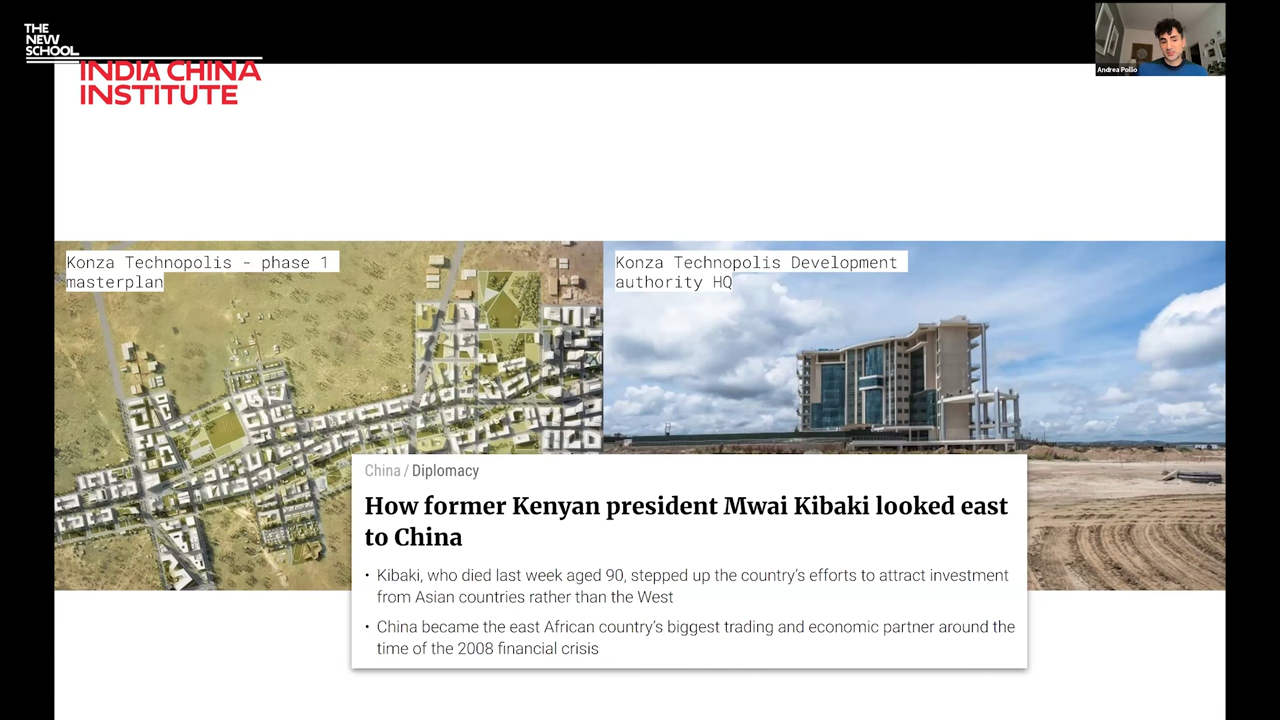 THE
NEW
SCHOOL
INDIA CHINA
INSTITUTE
Andrea Pollio
Konza Technopolis - phase 1
masterplan
Konza Technopolis Development
authority HQ
China / Diplomacy
How former Kenyan president Mwai Kibaki looked east
to China
• Kibaki, who died last week aged 90, stepped up the country’s efforts to attract investment
from Asian countries rather than the West
• China became the east African country’s biggest trading and economic partner around the
time of the 2008 financial crisis